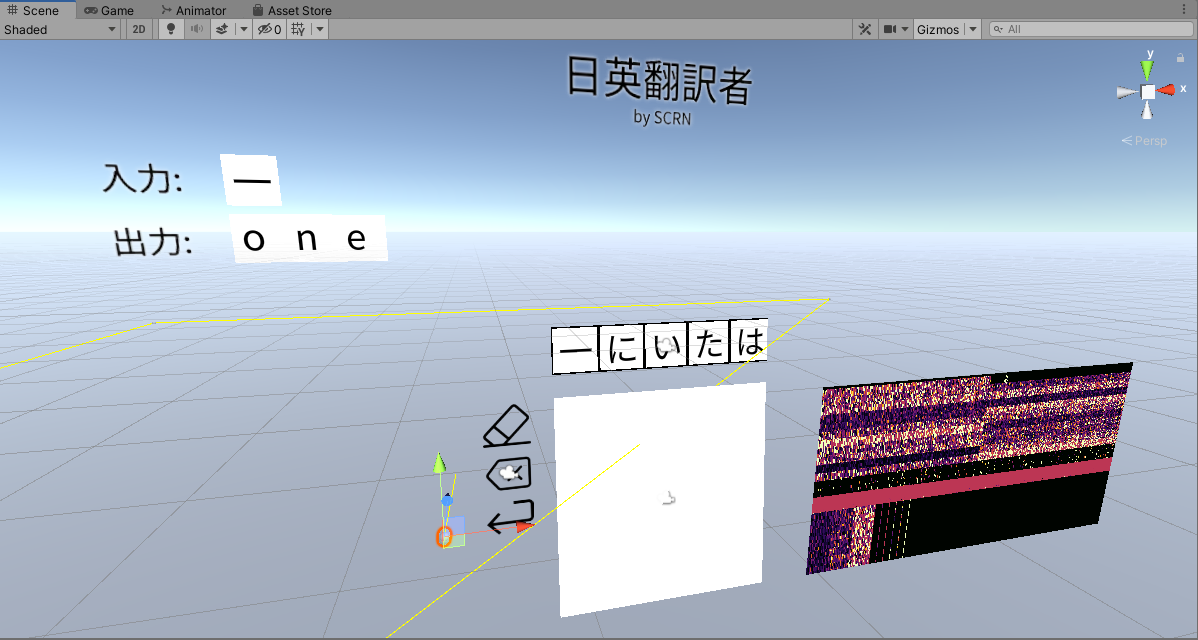 Scene Game Animator Asset Store
Shaded 2D 0 Gizmos All
日英翻訳者
by SCRN
y
x
Persp
入力: 一
出力: o n e
一 に い た は